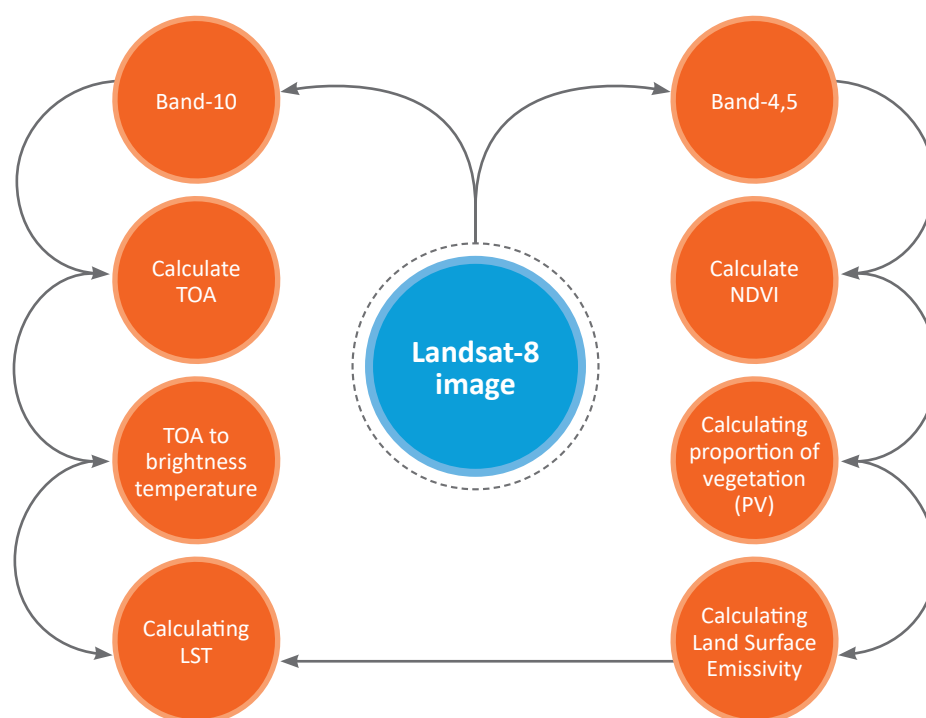 Band-10
Band-4,5
Calculate
TOA
Calculate
NDVI
Landsat-8
image
TOA to
brightness
temperature
Calculating
proportion of
vegetation
(PV)
Calculating
LST
Calculating
Land Surface
Emissivity